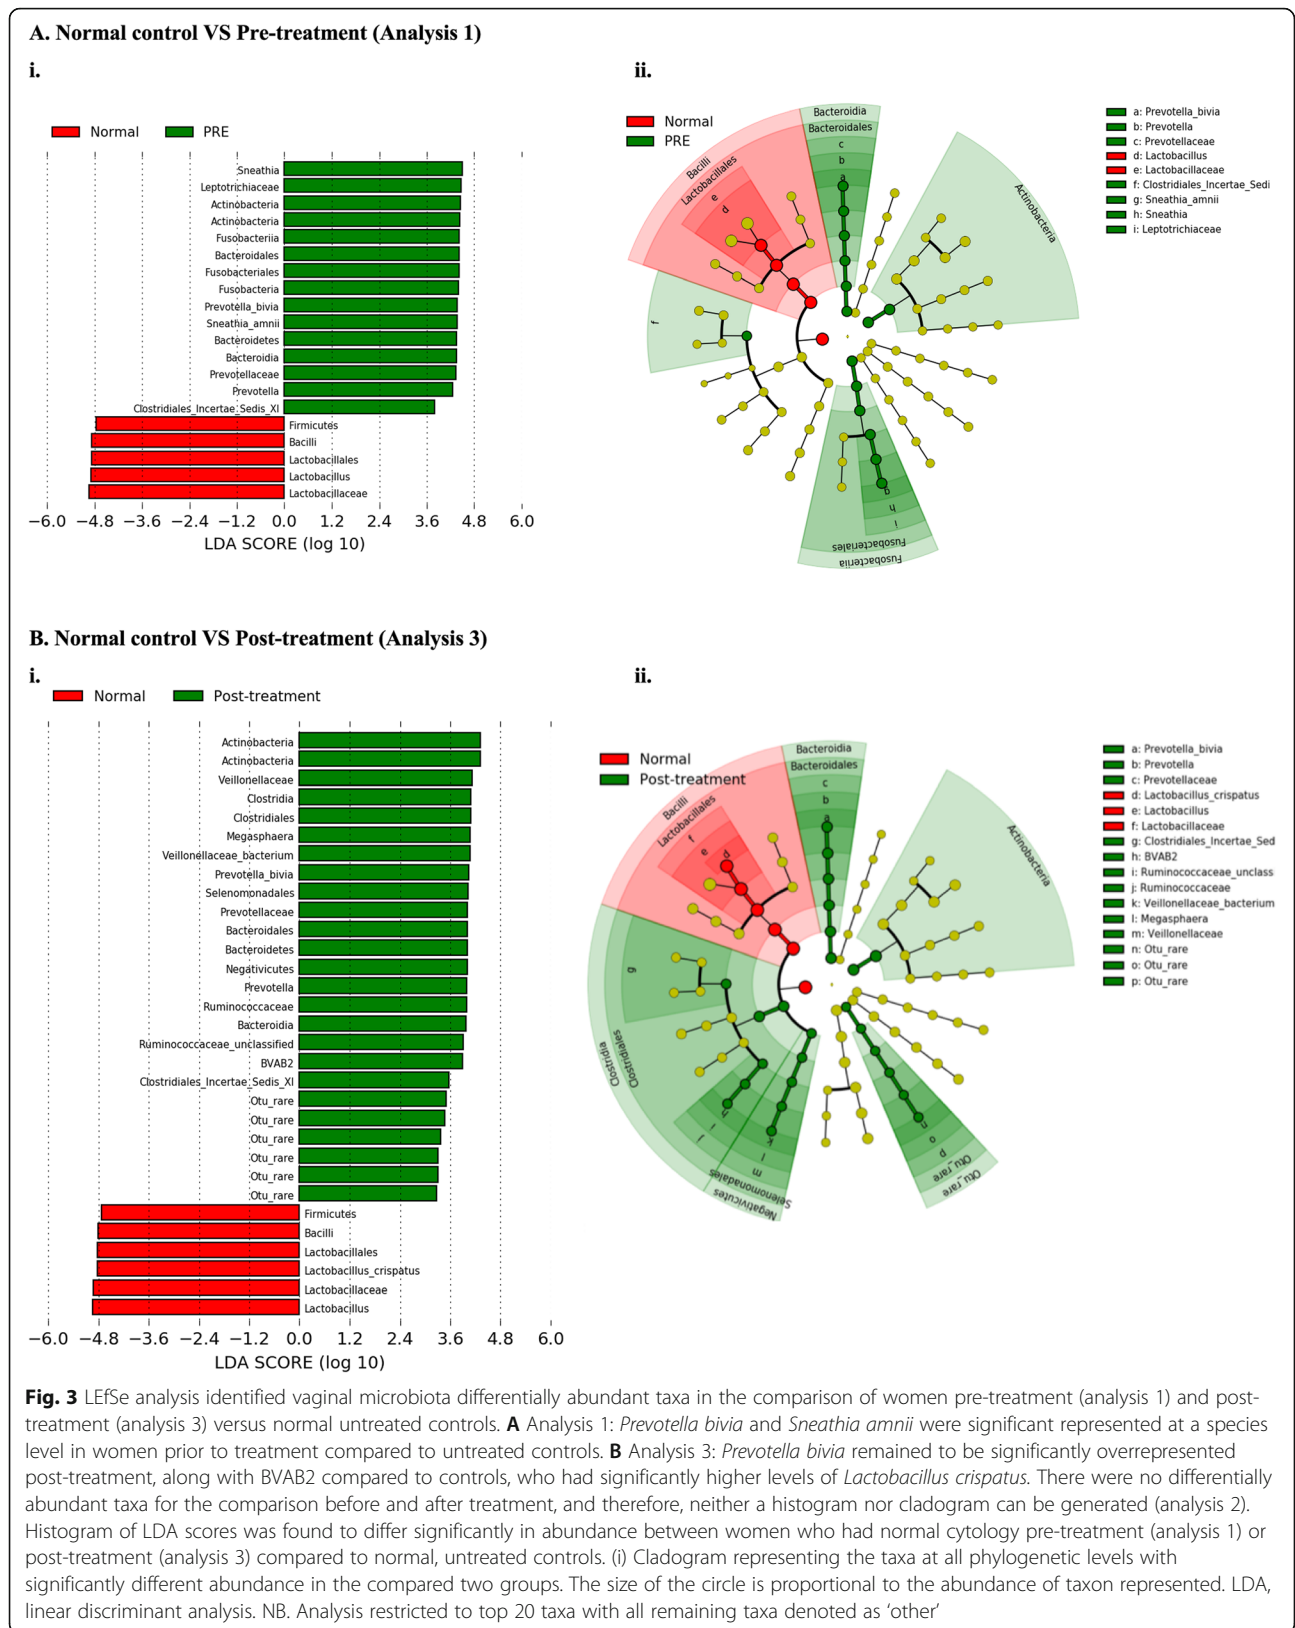 A. Normal control VS Pre-treatment (Analysis 1)
i.
Normal PRE
Sneathia
Leptotrichiaceae
Actinobacteria
Actinobacteria
Fusobacteriia
Bacteroidales
Fusobacteriales
Fusobacteria
Prevotella_bivia
Sneathia_amnii
Bacteroidetes
Bacteroidia
Prevotellaceae
Prevotella
Clostridiales_Incertae_Sedis_XI
Firmicutes
Bacilli
Lactobacillales
Lactobacillus
Lactobacillaceae
−6.0 −4.8 −3.6 −2.4 −1.2 0.0 1.2 2.4 3.6 4.8 6.0
LDA SCORE (log 10)
ii.
Normal
PRE
Bacteroidia
Bacteroidales
c
b
a
Bacilli
Lactobacillales
e
d
Actinobacteria
f
g
h
i
Fusobacteriales
Fusobacteriia
a: Prevotella_bivia
b: Prevotella
c: Prevotellaceae
d: Lactobacillus
e: Lactobacillaceae
f: Clostridiales_Incertae_Sedi
g: Sneathia_amnii
h: Sneathia
i: Leptotrichiaceae
B. Normal control VS Post-treatment (Analysis 3)
i.
Normal Post-treatment
Actinobacteria
Actinobacteria
Veillonellaceae
Clostridia
Clostridiales
Megasphaera
Veillonellaceae_bacterium
Prevotella_bivia
Selenomonadales
Prevotellaceae
Bacteroidales
Bacteroidetes
Negativicutes
Prevotella
Ruminococcaceae
Bacteroidia
Ruminococcaceae_unclassified
BVAB2
Clostridiales_Incertae_Sedis_XI
Otu_rare
Otu_rare
Otu_rare
Otu_rare
Otu_rare
Otu_rare
Firmicutes
Bacilli
Lactobacillales
Lactobacillus_crispatus
Lactobacillaceae
Lactobacillus
−6.0 −4.8 −3.6 −2.4 −1.2 0.0 1.2 2.4 3.6 4.8 6.0
LDA SCORE (log 10)
ii.
Normal
Post-treatment
Bacteroidia
Bacteroidales
c
b
a
Bacilli
Lactobacillales
f
e
d
Actinobacteria
g
Clostridiales
Clostridia
h
i
j
k
l
m
Selenomonadales
Negativicutes
n
o
p
Otu_rare
Otu_rare
a: Prevotella_bivia
b: Prevotella
c: Prevotellaceae
d: Lactobacillus_crispatus
e: Lactobacillus
f: Lactobacillaceae
g: Clostridiales_Incertae_Sed
h: BVAB2
i: Ruminococcaceae_unclass
j: Ruminococcaceae
k: Veillonellaceae_bacterium
l: Megasphaera
m: Veillonellaceae
n: Otu_rare
o: Otu_rare
p: Otu_rare
Fig. 3 LEfSe analysis identified vaginal microbiota differentially abundant taxa in the comparison of women pre-treatment (analysis 1) and post-
treatment (analysis 3) versus normal untreated controls. A Analysis 1: Prevotella bivia and Sneathia amnii were significant represented at a species
level in women prior to treatment compared to untreated controls. B Analysis 3: Prevotella bivia remained to be significantly overrepresented
post-treatment, along with BVAB2 compared to controls, who had significantly higher levels of Lactobacillus crispatus. There were no differentially
abundant taxa for the comparison before and after treatment, and therefore, neither a histogram nor cladogram can be generated (analysis 2).
Histogram of LDA scores was found to differ significantly in abundance between women who had normal cytology pre-treatment (analysis 1) or
post-treatment (analysis 3) compared to normal, untreated controls. (i) Cladogram representing the taxa at all phylogenetic levels with
significantly different abundance in the compared two groups. The size of the circle is proportional to the abundance of taxon represented. LDA,
linear discriminant analysis. NB. Analysis restricted to top 20 taxa with all remaining taxa denoted as ‘other’